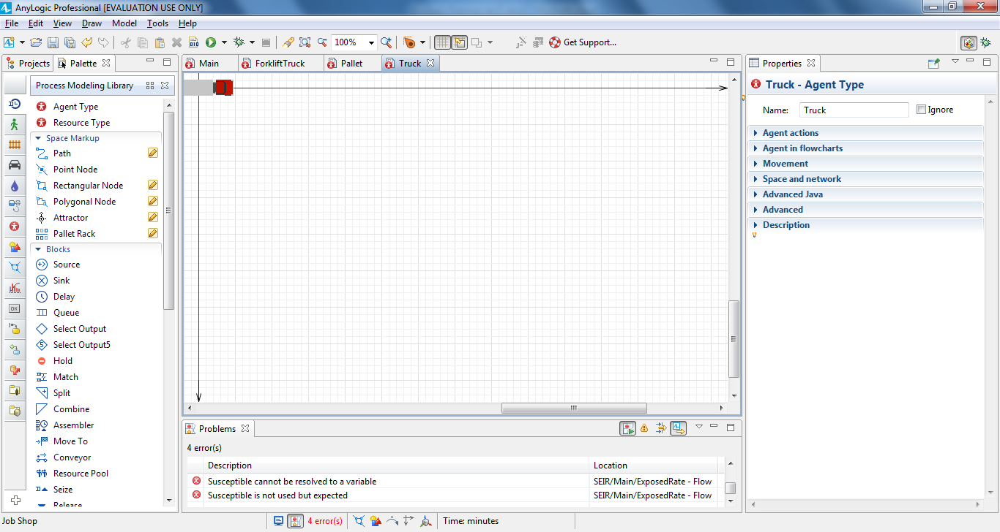 AnyLogic Professional [EVALUATION USE ONLY]
File Edit View Draw Model Tools Help
100% Get Support...
Projects Palette
Main ForkliftTruck Pallet Truck
Properties
Process Modeling Library
Agent Type
Resource Type
Space Markup
Path
Point Node
Rectangular Node
Polygonal Node
Attractor
Pallet Rack
Blocks
Source
Sink
Delay
Queue
Select Output
Select Output5
Hold
Match
Split
Combine
Assembler
Move To
Conveyor
Resource Pool
Seize
Release
OK
Truck - Agent Type
Name: Truck Ignore
Agent actions
Agent in flowcharts
Movement
Space and network
Advanced Java
Advanced
Description
Problems
4 error(s)
Description Location
Susceptible cannot be resolved to a variable SEIR/Main/ExposedRate - Flow
Susceptible is not used but expected SEIR/Main/ExposedRate - Flow
Job Shop 4 error(s) Time: minutes